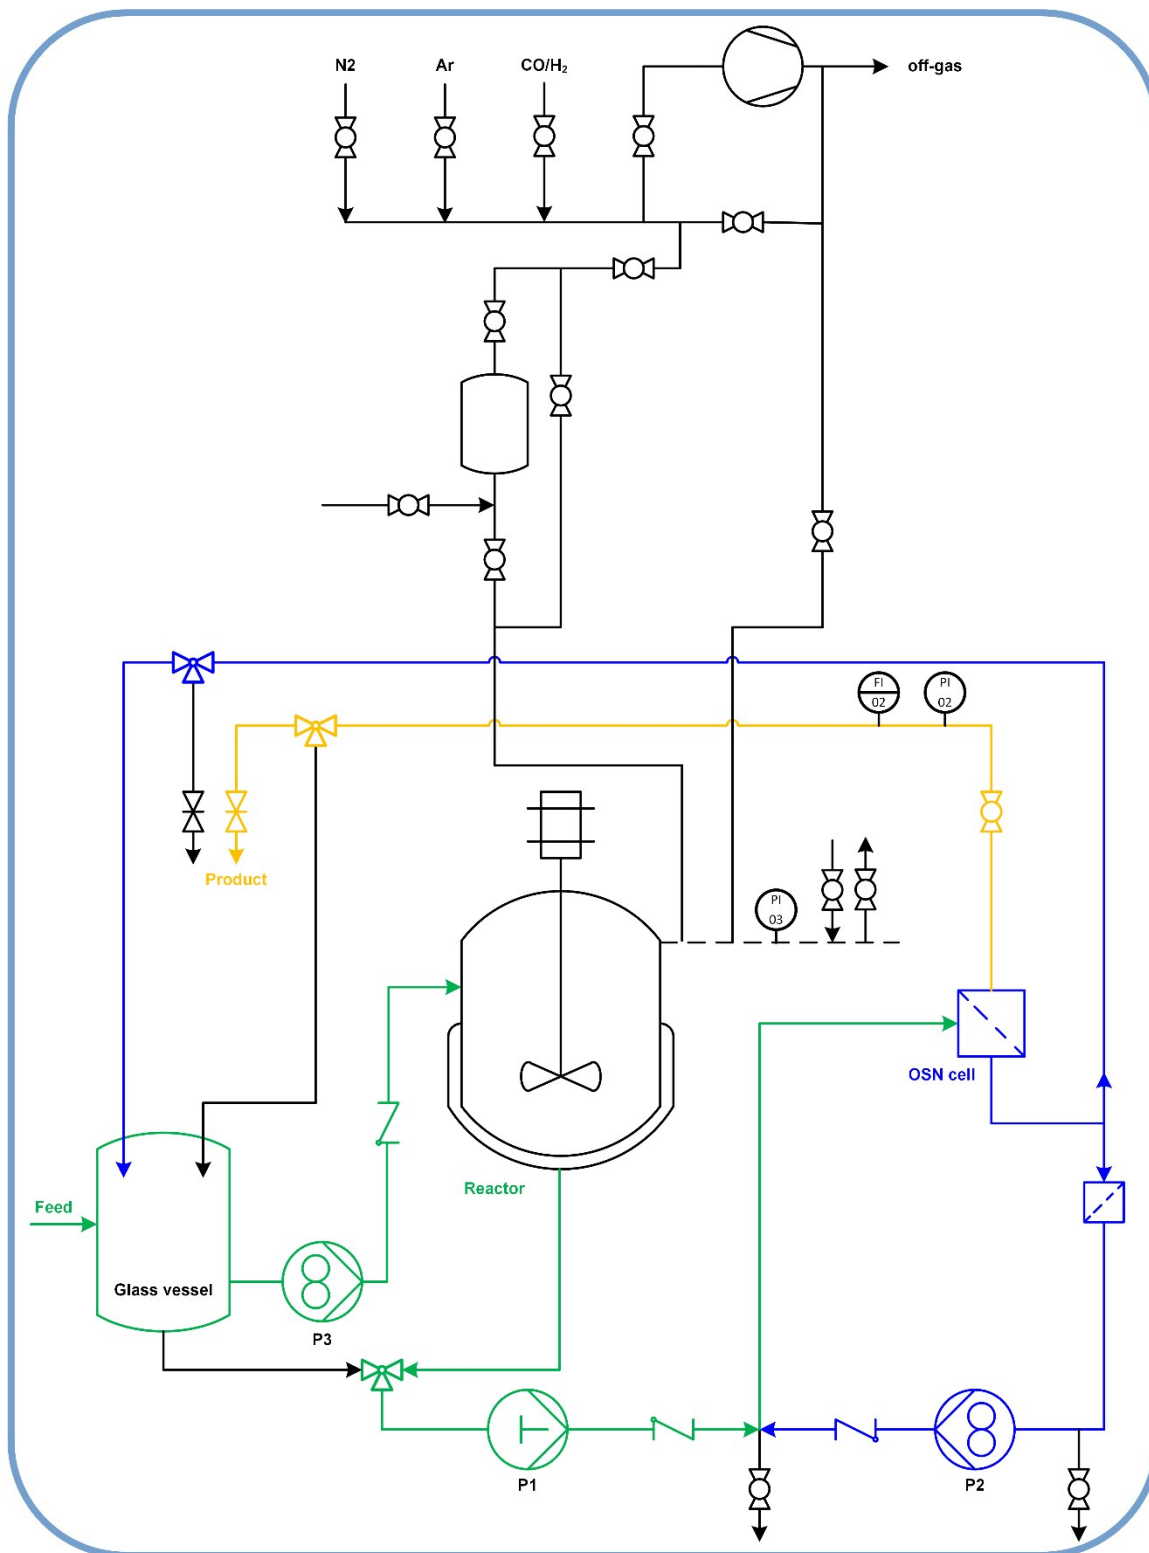 N2
Ar
CO/H₂
off-gas
FI
02
PI
02
Product
PI
03
OSN cell
Reactor
Feed
Glass vessel
P3
P1
P2